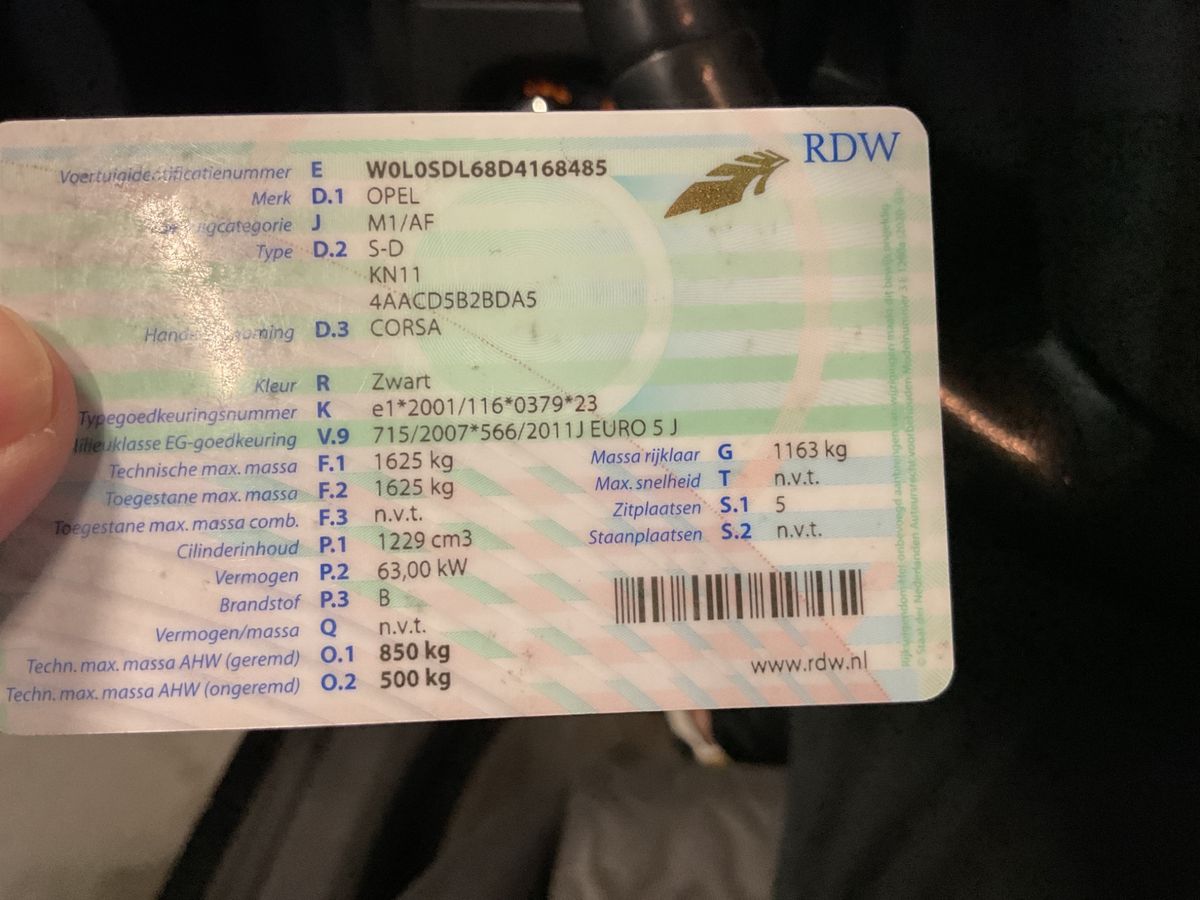 RDW
E W0L0SDL68D4168485
Merk D.1 OPEL
J M1/AF
Type D.2 S-D
KN11
4AACD5B2BDA5
D.3 CORSA
Kleur R Zwart
Typegoedkeuringsnummer K e1*2001/116*0379*23
EG-goedkeuring V.9 715/2007*566/2011J EURO 5 J
Technische max. massa F.1 1625 kg
Massa rijklaar G 1163 kg
Toegestane max. massa F.2 1625 kg
Max. snelheid T n.v.t.
Toegestane max. massa comb. F.3 n.v.t.
Zitplaatsen S.1 5
Cilinderinhoud P.1 1229 cm3
Staanplaatsen S.2 n.v.t.
Vermogen P.2 63,00 kW
Brandstof P.3 B
Vermogen/massa Q n.v.t.
Techn. max. massa AHW (geremd) O.1 850 kg
Techn. max. massa AHW (ongeremd) O.2 500 kg
www.rdw.nl